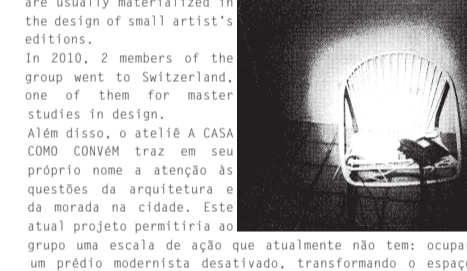 are usually materialized in
the design of small artist's
editions.
In 2010, 2 members of the
group went to Switzerland,
one of them for master
studies in design.
Além disso, o ateliê A CASA
COMO CONVéM traz em seu
próprio nome a atenção às
questões da arquitetura e
da morada na cidade. Este
atual projeto permitiria ao
grupo uma escala de ação que atualmente não tem: ocupar
um prédio modernista desativado, transformando o espaço